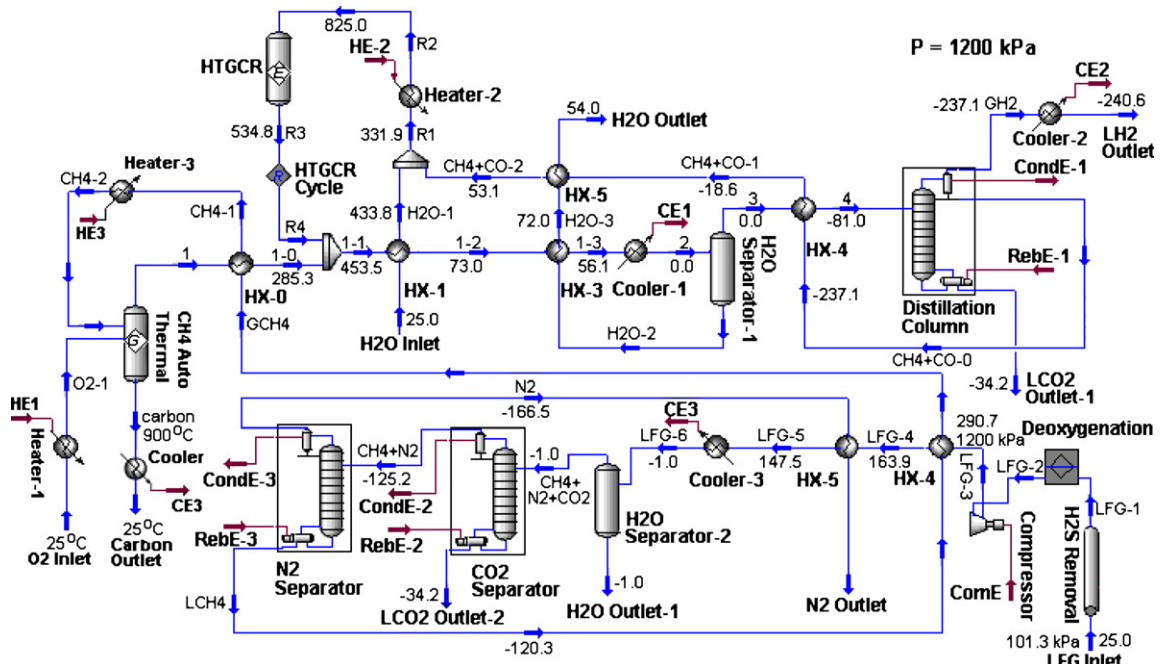 825.0
HE-2
R2
P = 1200 kPa
HTGCR
E
Heater-2
CE2
-237.1
GH2
-240.6
Cooler-2
LH2
Outlet
534.8
R3
331.9
R1
54.0
H2O Outlet
Heater-3
CH4-2
R
HTGCR
Cycle
CH4+CO-2
53.1
HX-5
CH4+CO-1
-18.6
CondE-1
HE3
CH4-1
R4
433.8
H2O-1
72.0
H2O-3
CE1
3
0.0
4
-81.0
1
1-0
285.3
1-1
453.5
1-2
73.0
1-3
56.1
2
0.0
HX-4
HX-0
HX-1
HX-3
Cooler-1
H2O
Separator-1
RebE-1
Distillation
Column
GCH4
25.0
H2O Inlet
H2O-2
-237.1
CH4+CO-0
G
CH4 Auto
Thermal
O2-1
HE1
Heater-1
carbon
900°C
Cooler
CE3
25°C
O2 Inlet
25°C
Carbon
Outlet
N2
-166.5
CE3
-34.2
LCO2
Outlet-1
290.7
1200 kPa
Deoxygenation
CondE-3
CH4+N2
-125.2
CondE-2
-1.0
CH4+
N2+CO2
LFG-6
-1.0
LFG-5
147.5
LFG-4
163.9
LFG-3
LFG-2
LFG-1
Cooler-3
HX-5
HX-4
RebE-3
RebE-2
H2O
Separator-2
Compressor
H2S Removal
N2
Separator
CO2
Separator
-1.0
LCH4
-34.2
LCO2 Outlet-2
H2O Outlet-1
N2 Outlet
ComE
-120.3
101.3 kPa
25.0
LFG Inlet